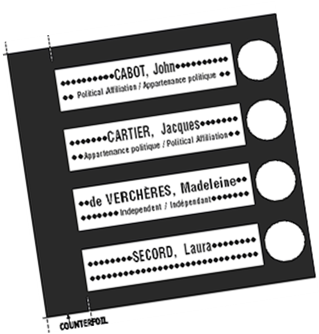 CABOT, John
Political Affiliation / Appartenance politique
CARTIER, Jacques
Appartenance politique / Political Affiliation
de VERCHÈRES, Madeleine
Independent / Indépendant
SECORD, Laura
COUNTERFOIL